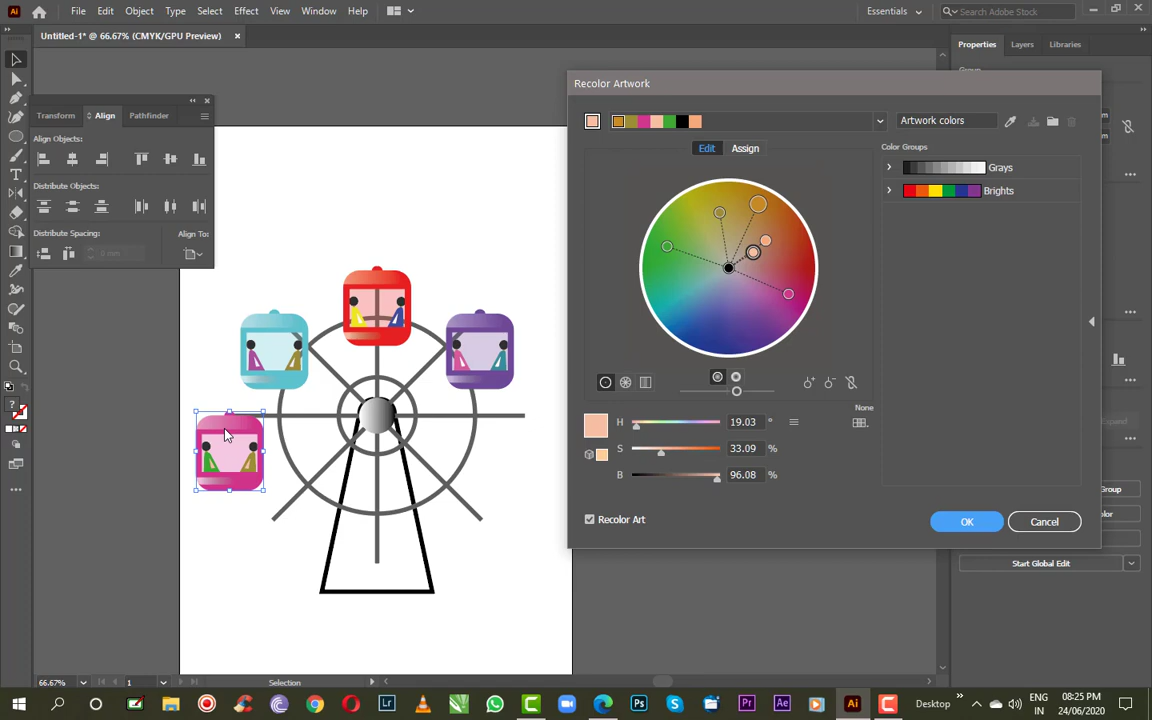 File Edit Object Type Select Effect View Window Help
Essentials
Search Adobe Stock
Untitled-1* @ 66.67% (CMYK/GPU Preview)
Properties Layers Libraries
Transform Align Pathfinder
Align Objects:
Distribute Objects:
Distribute Spacing:
Align To:
0 mm
Recolor Artwork
Artwork colors
Edit Assign
Color Groups
Grays
Brights
None
H 19.03 °
S 33.09 %
B 96.08 %
Recolor Art
OK Cancel
Start Global Edit
66.67% 1 Selection
Desktop
ENG
IN
08:25 PM
24/06/2020